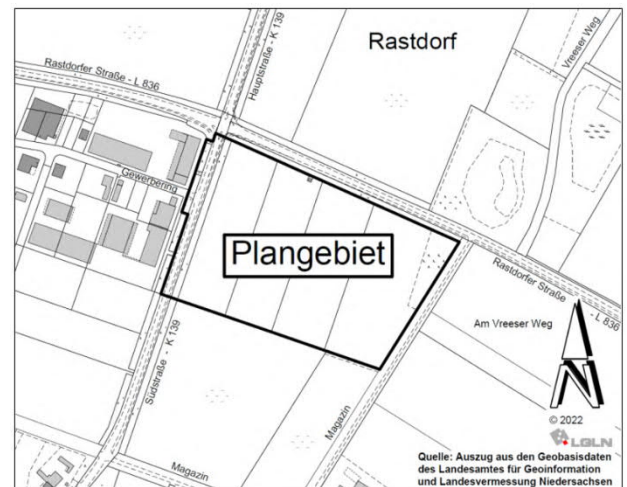 Rastdorf
Vreeser Weg
Hauptstraße - K 139
Rastdorfer Straße - L 836
Gewerbering
Plangebiet
Rastdorfer Straße - L 836
Am Vreeser Weg
Südstraße - K 139
Magazin
Magazin
N
© 2022
LGLN
Quelle: Auszug aus den Geobasisdaten
des Landesamtes für Geoinformation
und Landesvermessung Niedersachsen